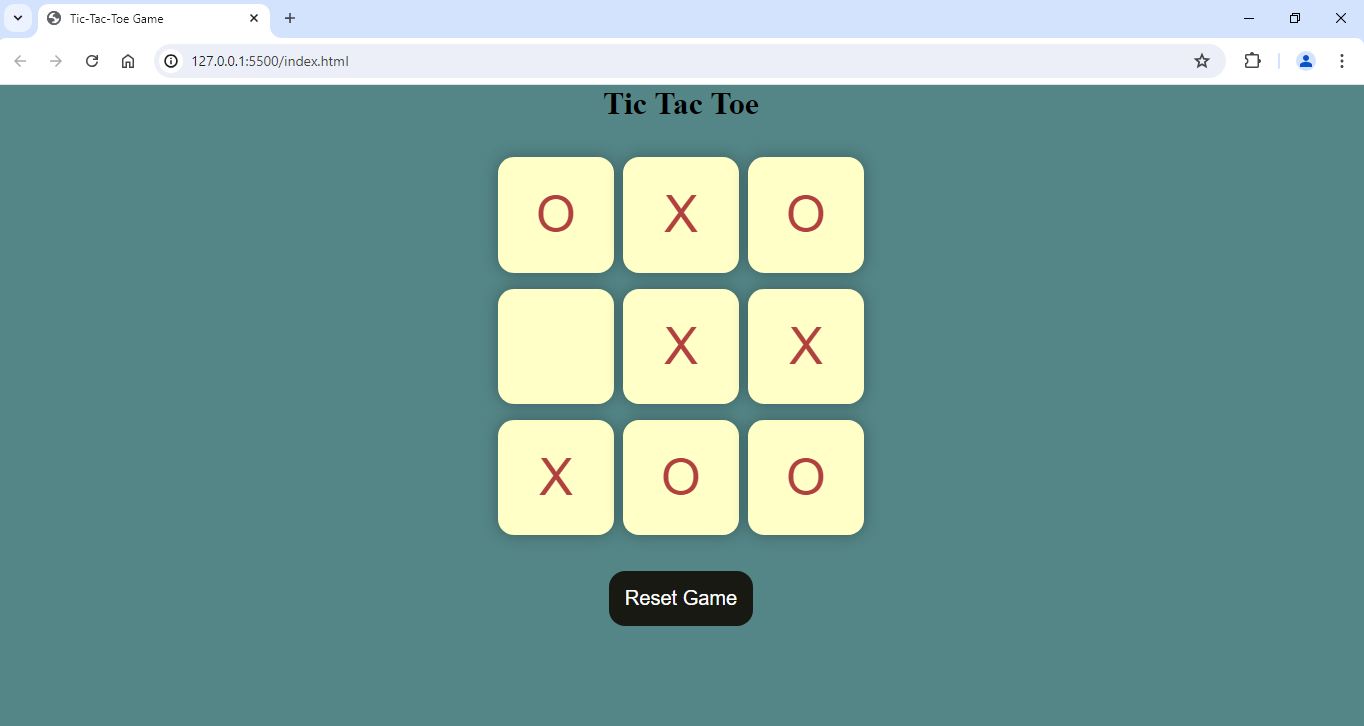 Tic-Tac-Toe Game
127.0.0.1:5500/index.html
Tic Tac Toe
O X O
X X
X O O
Reset Game